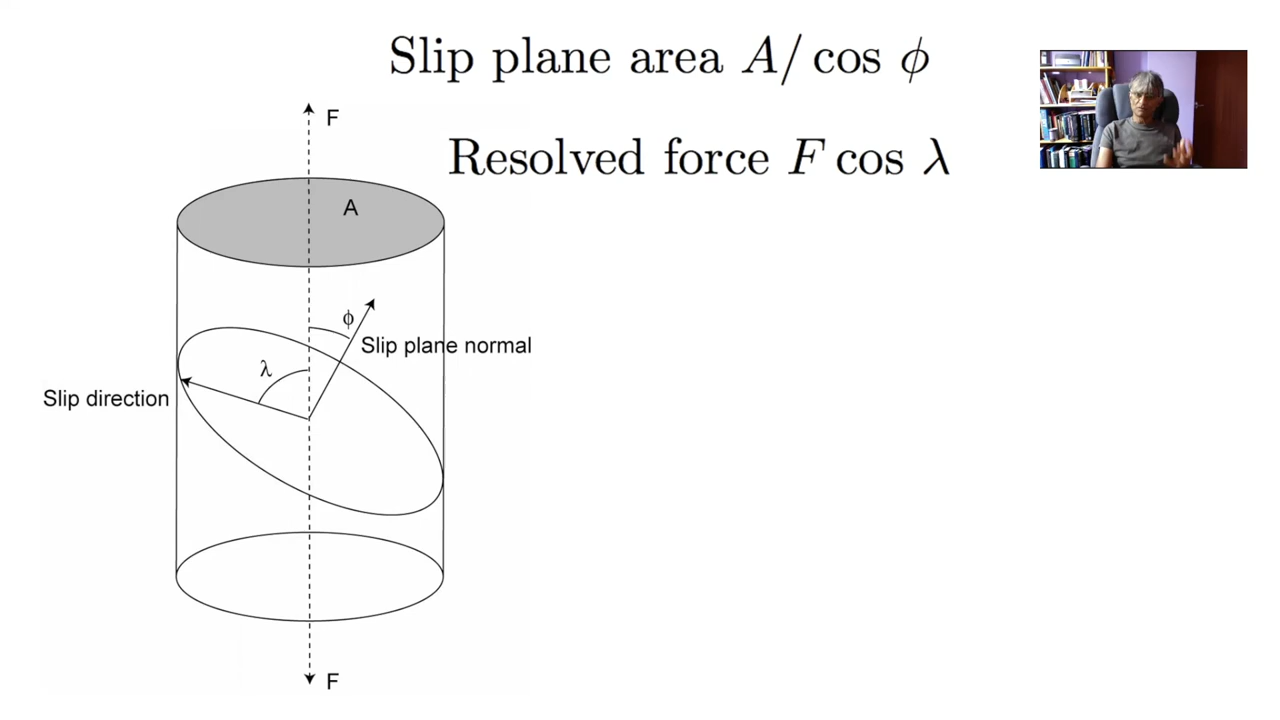 Slip plane area A/ cos ϕ
F
Resolved force F cos λ
A
ϕ
Slip plane normal
λ
Slip direction
F